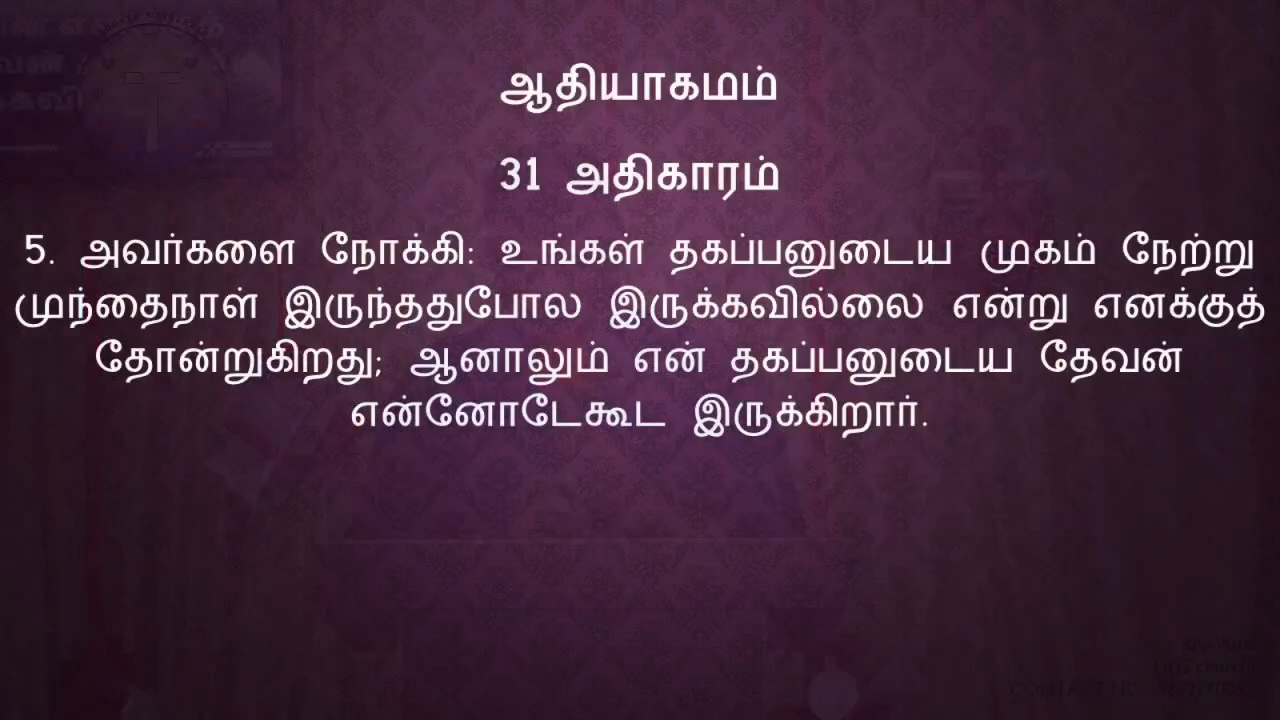 ஆதியாகமம்
31 அதிகாரம்
5. அவர்களை நோக்கி: உங்கள் தகப்பனுடைய முகம் நேற்று
முந்தைநாள் இருந்ததுபோல இருக்கவில்லை என்று எனக்குத்
தோன்றுகிறது; ஆனாலும் என் தகப்பனுடைய தேவன்
என்னோடேகூட இருக்கிறார்.